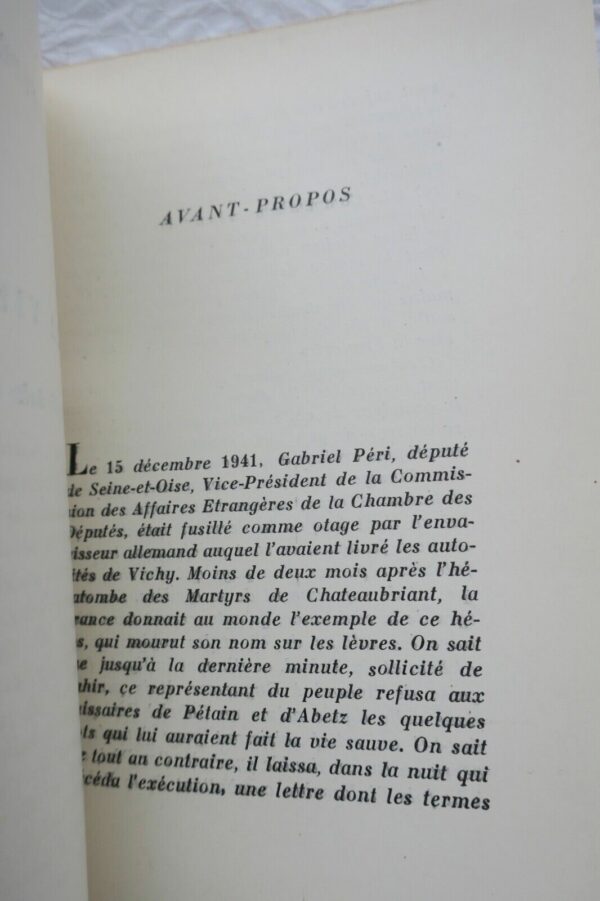 AVANT-PROPOS
Le 15 décembre 1941, Gabriel Péri, député
de Seine-et-Oise, Vice-Président de la Commis-
sion des Affaires Etrangères de la Chambre des
Députés, était fusillé comme otage par l'enva-
hisseur allemand auquel l'avaient livré les auto-
rités de Vichy. Moins de deux mois après l'hé-
catombe des Martyrs de Chateaubriant, la
France donnait au monde l'exemple de ce hé-
qui mourut son nom sur les lèvres. On sait
jusqu'à la dernière minute, sollicité de
ce représentant du peuple refusa aux
de Pétain et d'Abetz les quelques
qui lui auraient fait la vie sauve. On sait
tout au contraire, il laissa, dans la nuit qui
l'exécution, une lettre dont les termes